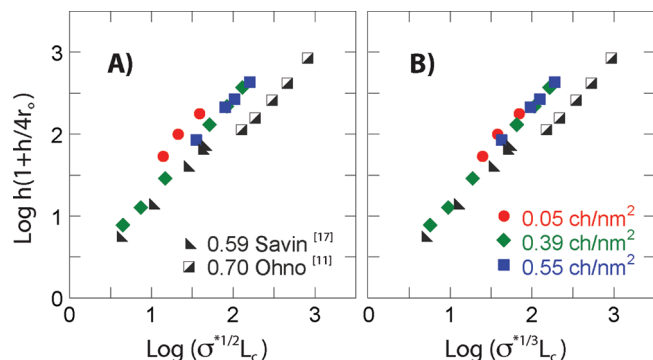 A)
B)
3
2
1
0
Log h(1+h/4rₒ)
0.59 Savin [17]
0.70 Ohno [11]
0.05 ch/nm²
0.39 ch/nm²
0.55 ch/nm²
0 1 2 3
0 1 2 3
Log (σ*1/2Lc)
Log (σ*1/3Lc)